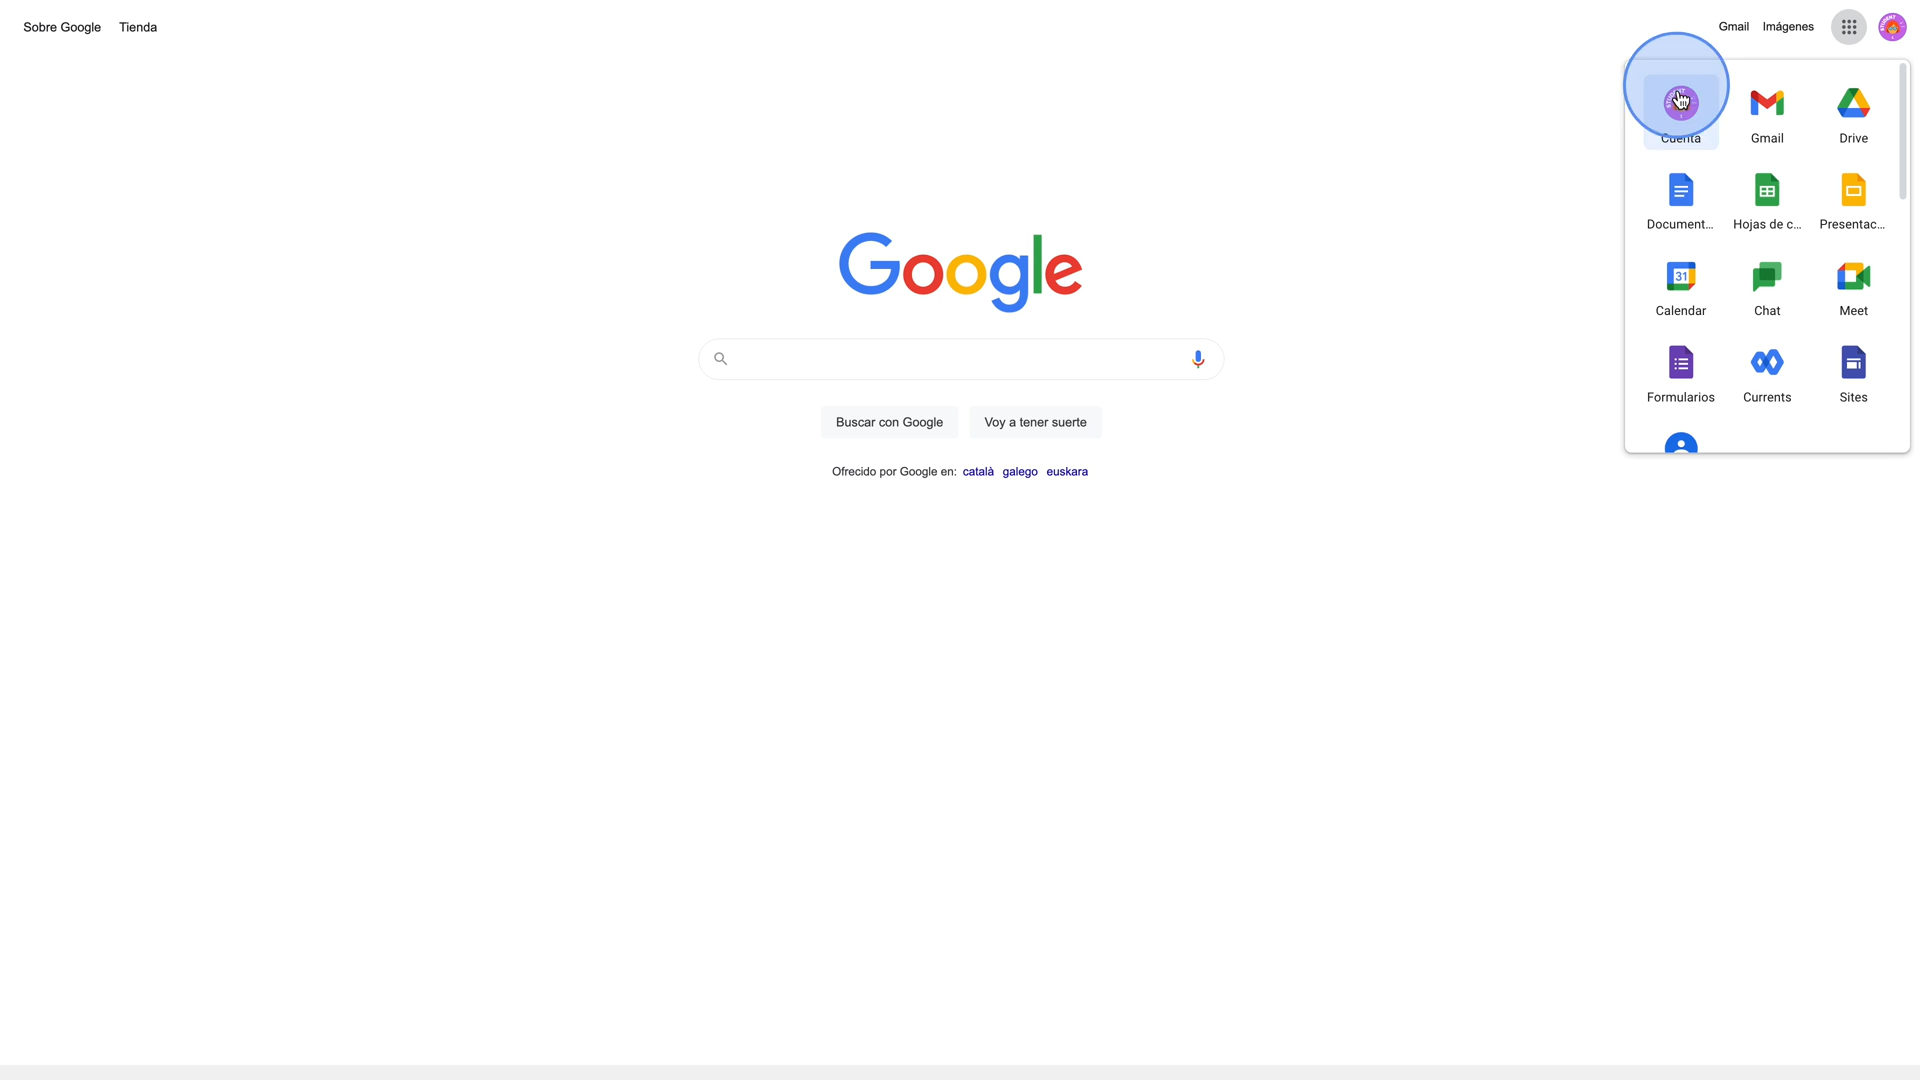 Sobre Google Tienda
Gmail Imágenes
Cuenta Gmail Drive
Document... Hojas de c... Presentac...
31
Calendar Chat Meet
Formularios Currents Sites
Google
Buscar con Google Voy a tener suerte
Ofrecido por Google en: català galego euskara